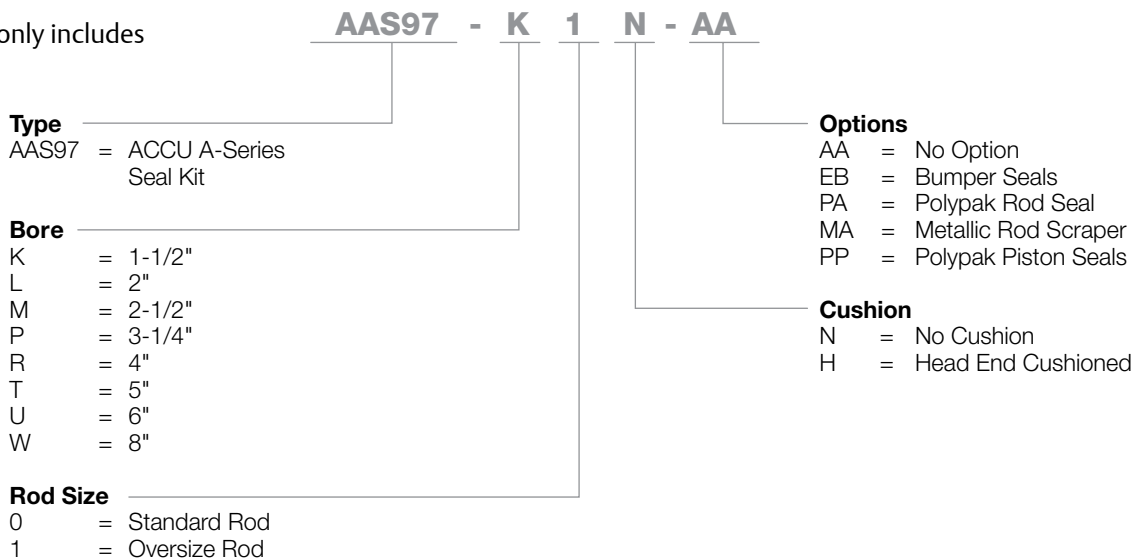 only includes
AAS97 - K 1 N - AA
Type
AAS97 = ACCU A-Series
Seal Kit
Bore
K = 1-1/2"
L = 2"
M = 2-1/2"
P = 3-1/4"
R = 4"
T = 5"
U = 6"
W = 8"
Rod Size
0 = Standard Rod
1 = Oversize Rod
Options
AA = No Option
EB = Bumper Seals
PA = Polypak Rod Seal
MA = Metallic Rod Scraper
PP = Polypak Piston Seals
Cushion
N = No Cushion
H = Head End Cushioned